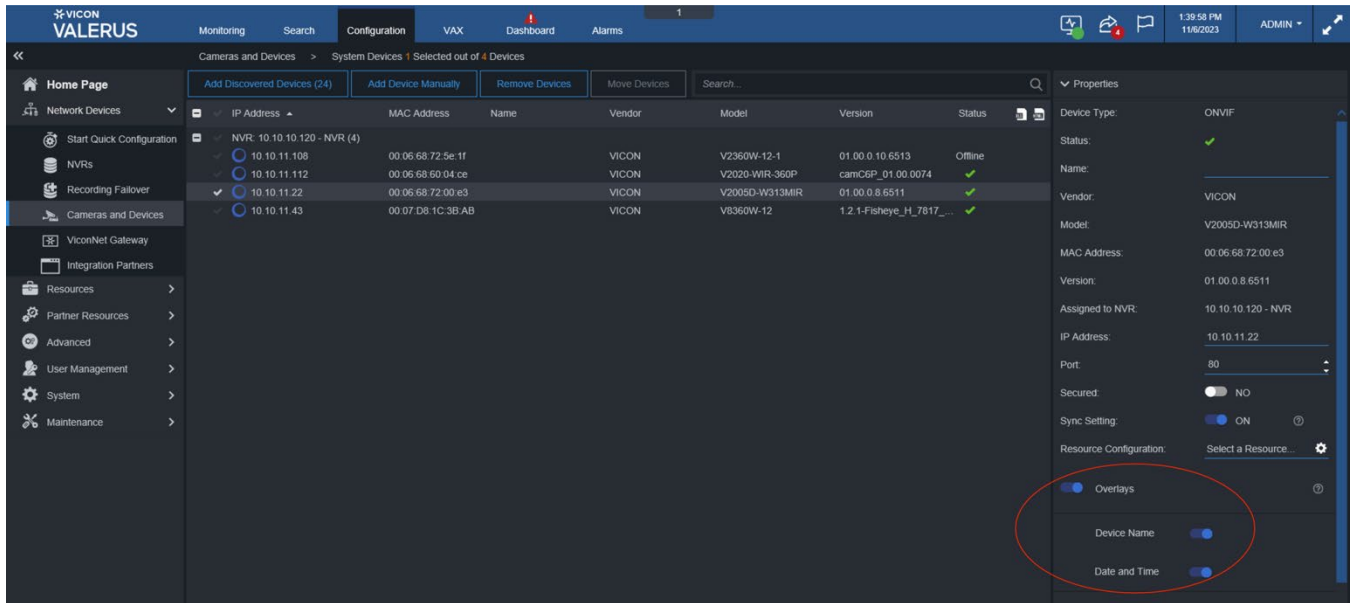 VICON
VALERUS
Monitoring Search Configuration VAX Dashboard Alarms
1
4
1:39:58 PM
11/6/2023
ADMIN
Cameras and Devices > System Devices 1 Selected out of 4 Devices
Home Page
Network Devices
Start Quick Configuration
NVRs
Recording Failover
Cameras and Devices
ViconNet Gateway
Integration Partners
Resources
Partner Resources
Advanced
User Management
System
Maintenance
Add Discovered Devices (24) Add Device Manually Remove Devices Move Devices Search...
IP Address MAC Address Name Vendor Model Version Status
NVR: 10.10.10.120 - NVR (4)
10.10.11.108 00:06:68:72:5e:1f VICON V2360W-12-1 01.00.0.10.6513 Offline
10.10.11.112 00:06:68:60:04:ce VICON V2020-WIR-360P camC6P_01.00.0074
10.10.11.22 00:06:68:72:00:e3 VICON V2005D-W313MIR 01.00.0.8.6511
10.10.11.43 00:07:D8:1C:3B:AB VICON V8360W-12 1.2.1-Fisheye_H_7817_...
Properties
Device Type: ONVIF
Status:
Name:
Vendor: VICON
Model: V2005D-W313MIR
MAC Address: 00:06:68:72:00:e3
Version: 01.00.0.8.6511
Assigned to NVR: 10.10.10.120 - NVR
IP Address: 10.10.11.22
Port: 80
Secured: NO
Sync Setting: ON
Resource Configuration: Select a Resource...
Overlays
Device Name
Date and Time